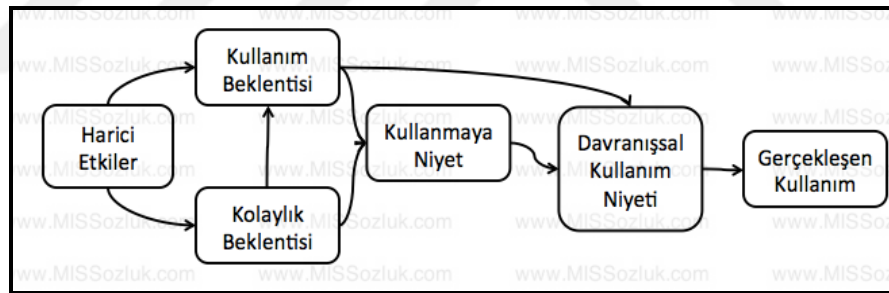 Kullanım
Beklentisi
Harici
Etkiler
Kullanmaya
Niyet
Davranışsal
Kullanım
Niyeti
Gerçekleşen
Kullanım
Kolaylık
Beklentisi
www.MISSozluk.com